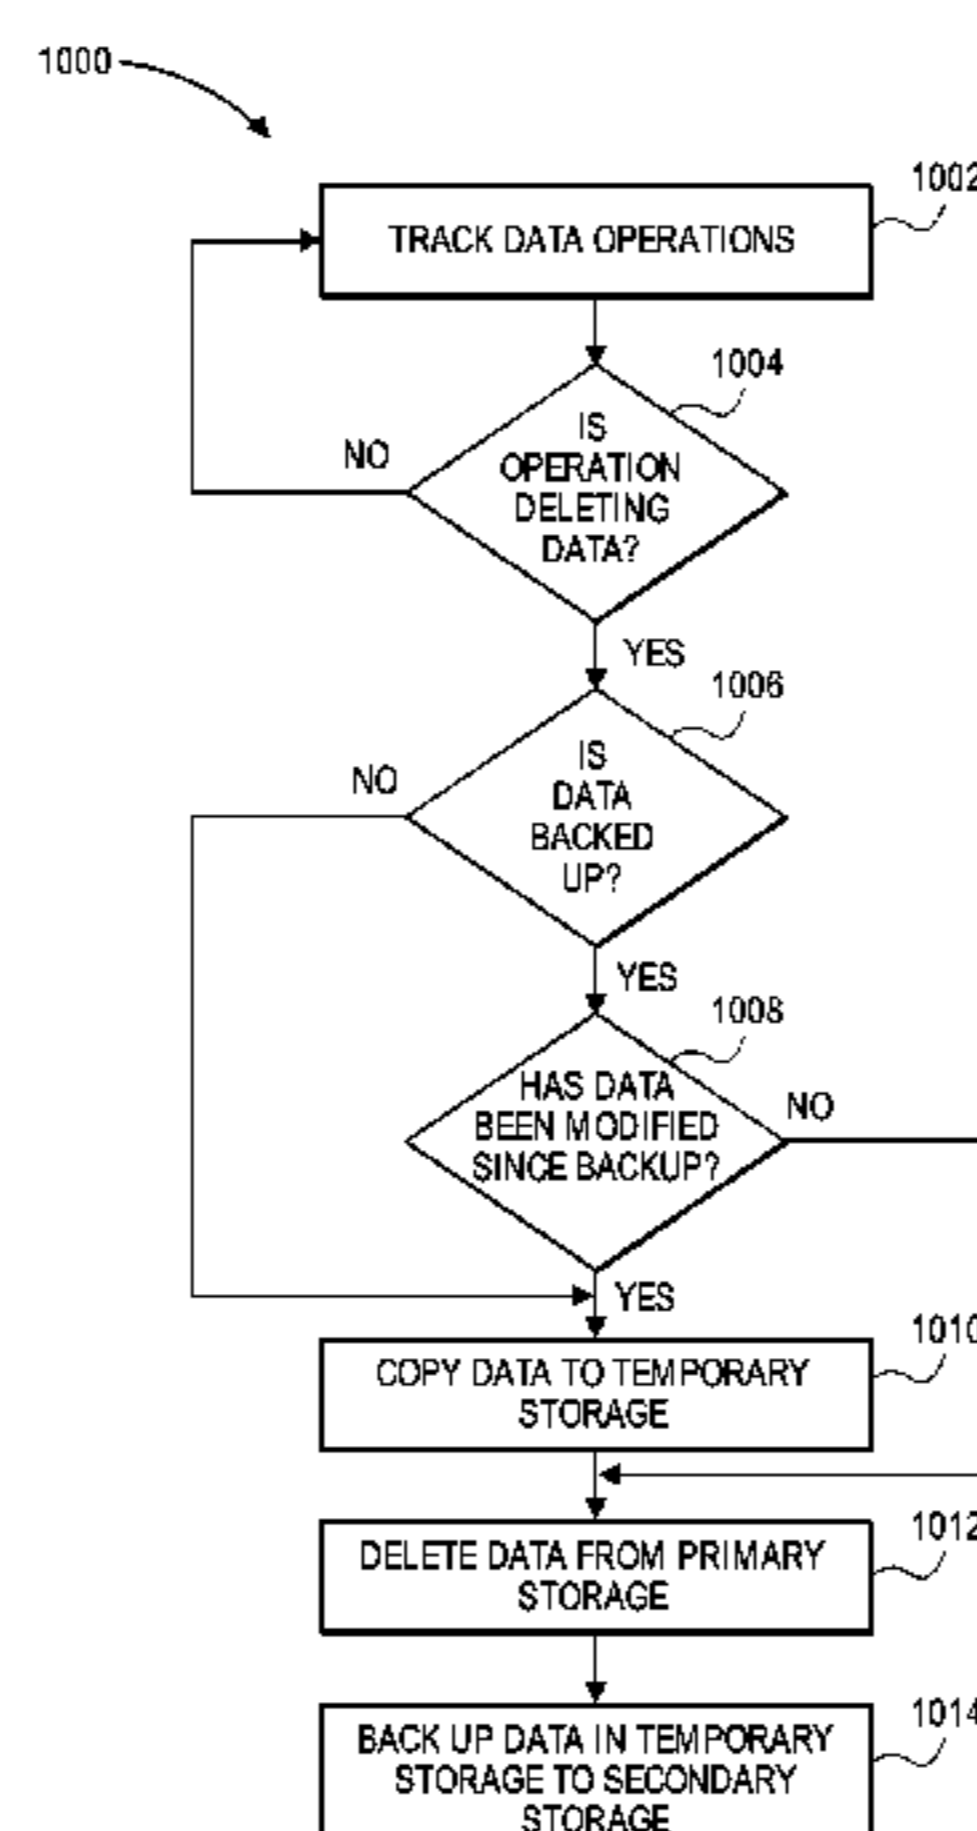 1000
1002
TRACK DATA OPERATIONS
1004
IS
OPERATION
DELETING
DATA?
NO
YES
1006
IS
DATA
BACKED
UP?
NO
YES
1008
HAS DATA
BEEN MODIFIED
SINCE BACKUP?
NO
YES
1010
COPY DATA TO TEMPORARY
STORAGE
1012
DELETE DATA FROM PRIMARY
STORAGE
1014
BACK UP DATA IN TEMPORARY
STORAGE TO SECONDARY
STORAGE